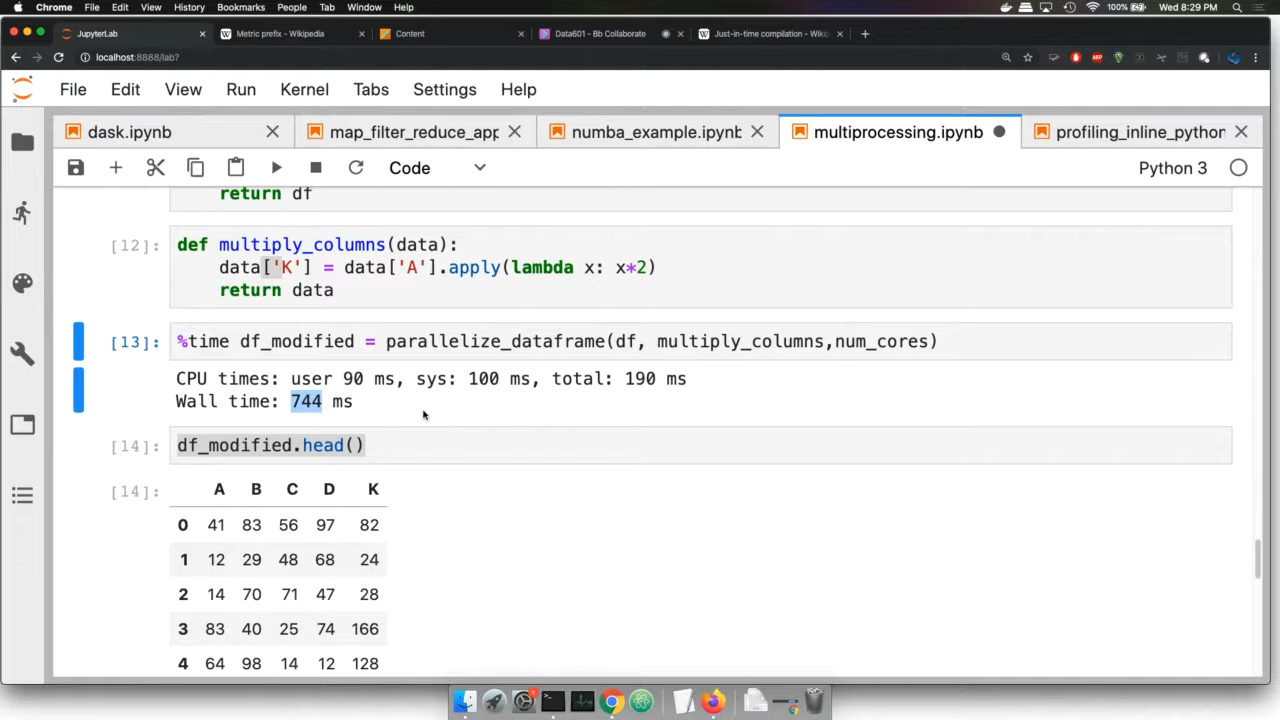 Chrome File Edit View History Bookmarks People Tab Window Help 100% Wed 8:29 PM
JupyterLab Metric prefix - Wikipedia Content Data601 - Bb Collaborate Just-in-time compilation - Wiki
localhost:8888/lab?
File Edit View Run Kernel Tabs Settings Help
dask.ipynb map_filter_reduce_app numba_example.ipynb multiprocessing.ipynb profiling_inline_python
Code Python 3
return df
[12]: def multiply_columns(data):
data['K'] = data['A'].apply(lambda x: x*2)
return data
[13]: %time df_modified = parallelize_dataframe(df, multiply_columns,num_cores)
CPU times: user 90 ms, sys: 100 ms, total: 190 ms
Wall time: 744 ms
[14]: df_modified.head()
[14]: A B C D K
0 41 83 56 97 82
1 12 29 48 68 24
2 14 70 71 47 28
3 83 40 25 74 166
4 64 98 14 12 128